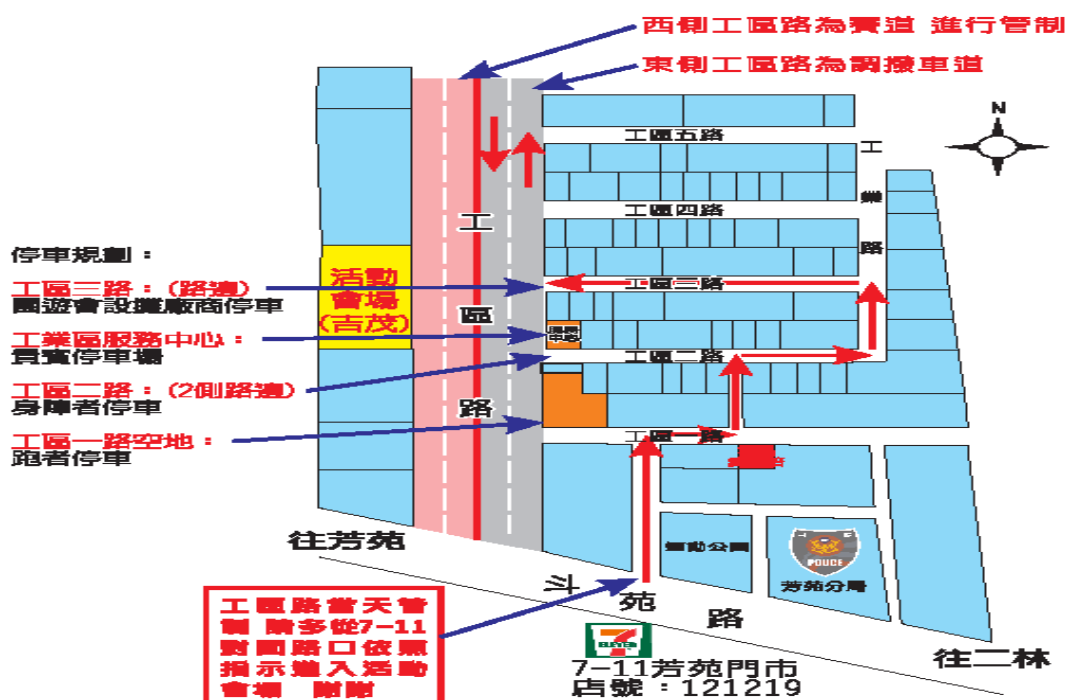 西側工區路為賽道 進行管制
東側工區路為調撥車道
N
工區五路
工業路
工區四路
停車規劃：
工區三路：(路邊)
園遊會設攤廠商停車
活動
會場
(吉茂)
工區路
工區三路
工業區服務中心：
貴賓停車場
服務
中心
工區二路
工區二路：(2側路邊)
身障者停車
工區一路空地：
跑者停車
工區一路
往芳苑
運動公園
POLICE
芳苑分局
斗苑路
工區路當天管
制 請多從7-11
對面路口依照
指示進入活動
會場
7
ELEVEN
7-11芳苑門市
店號：121219
往二林